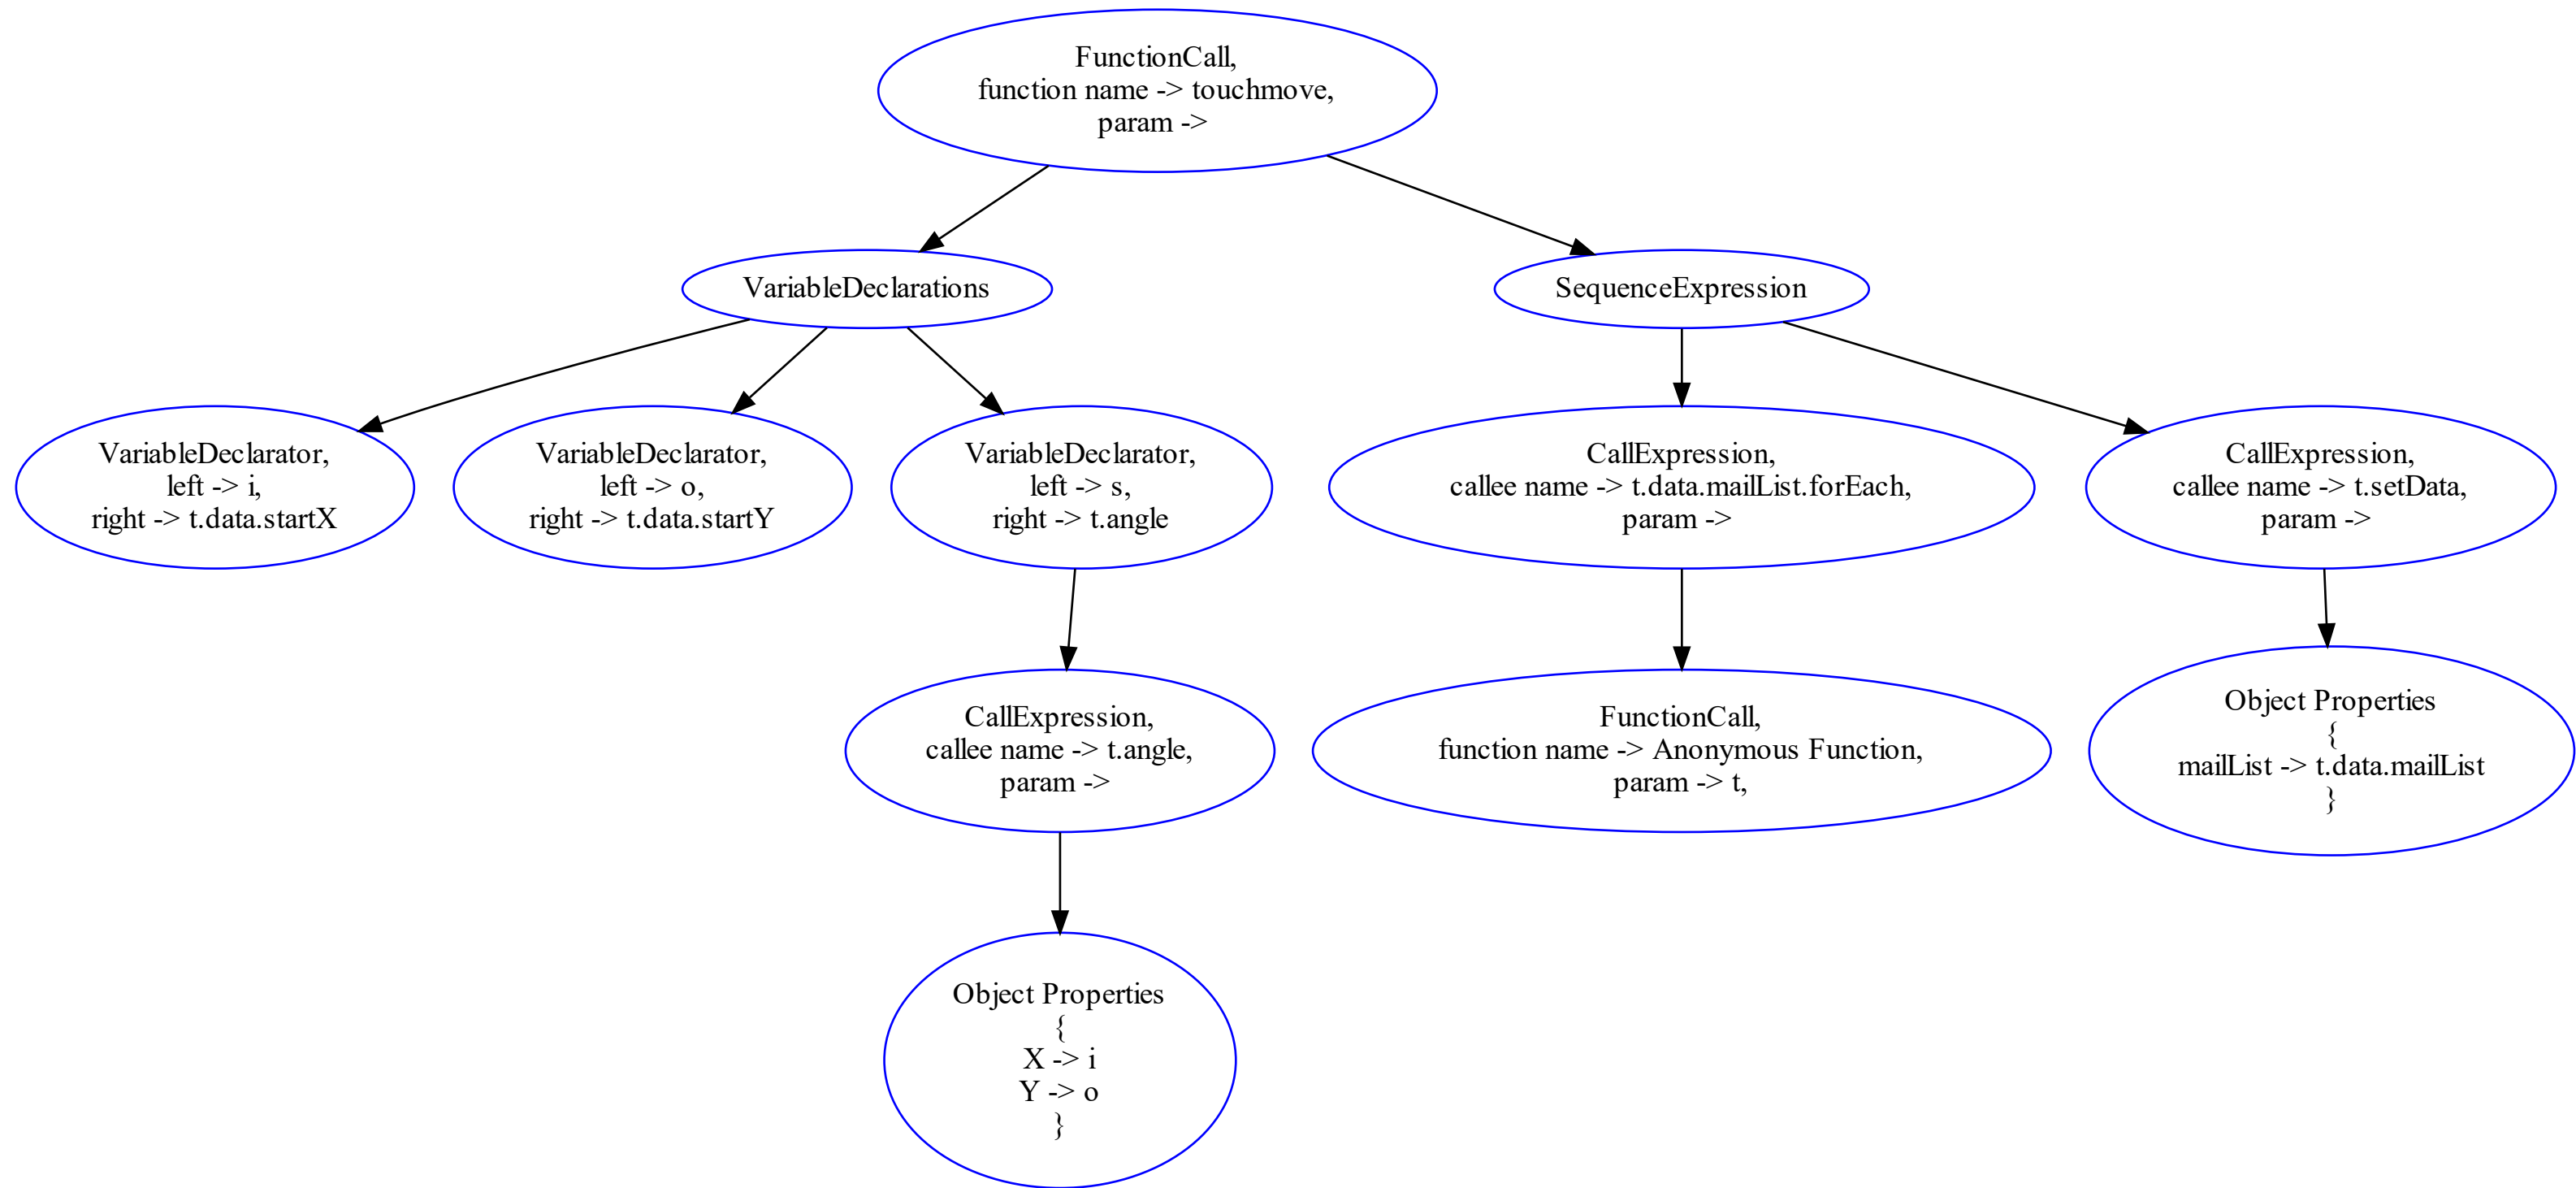 FunctionCall,
function name -> touchmove,
param ->
VariableDeclarations
SequenceExpression
VariableDeclarator,
left -> i,
right -> t.data.startX
VariableDeclarator,
left -> o,
right -> t.data.startY
VariableDeclarator,
left -> s,
right -> t.angle
CallExpression,
callee name -> t.data.mailList.forEach,
param ->
CallExpression,
callee name -> t.setData,
param ->
CallExpression,
callee name -> t.angle,
param ->
FunctionCall,
function name -> Anonymous Function,
param -> t,
Object Properties
{
mailList -> t.data.mailList
}
Object Properties
{
X -> i
Y -> o
}